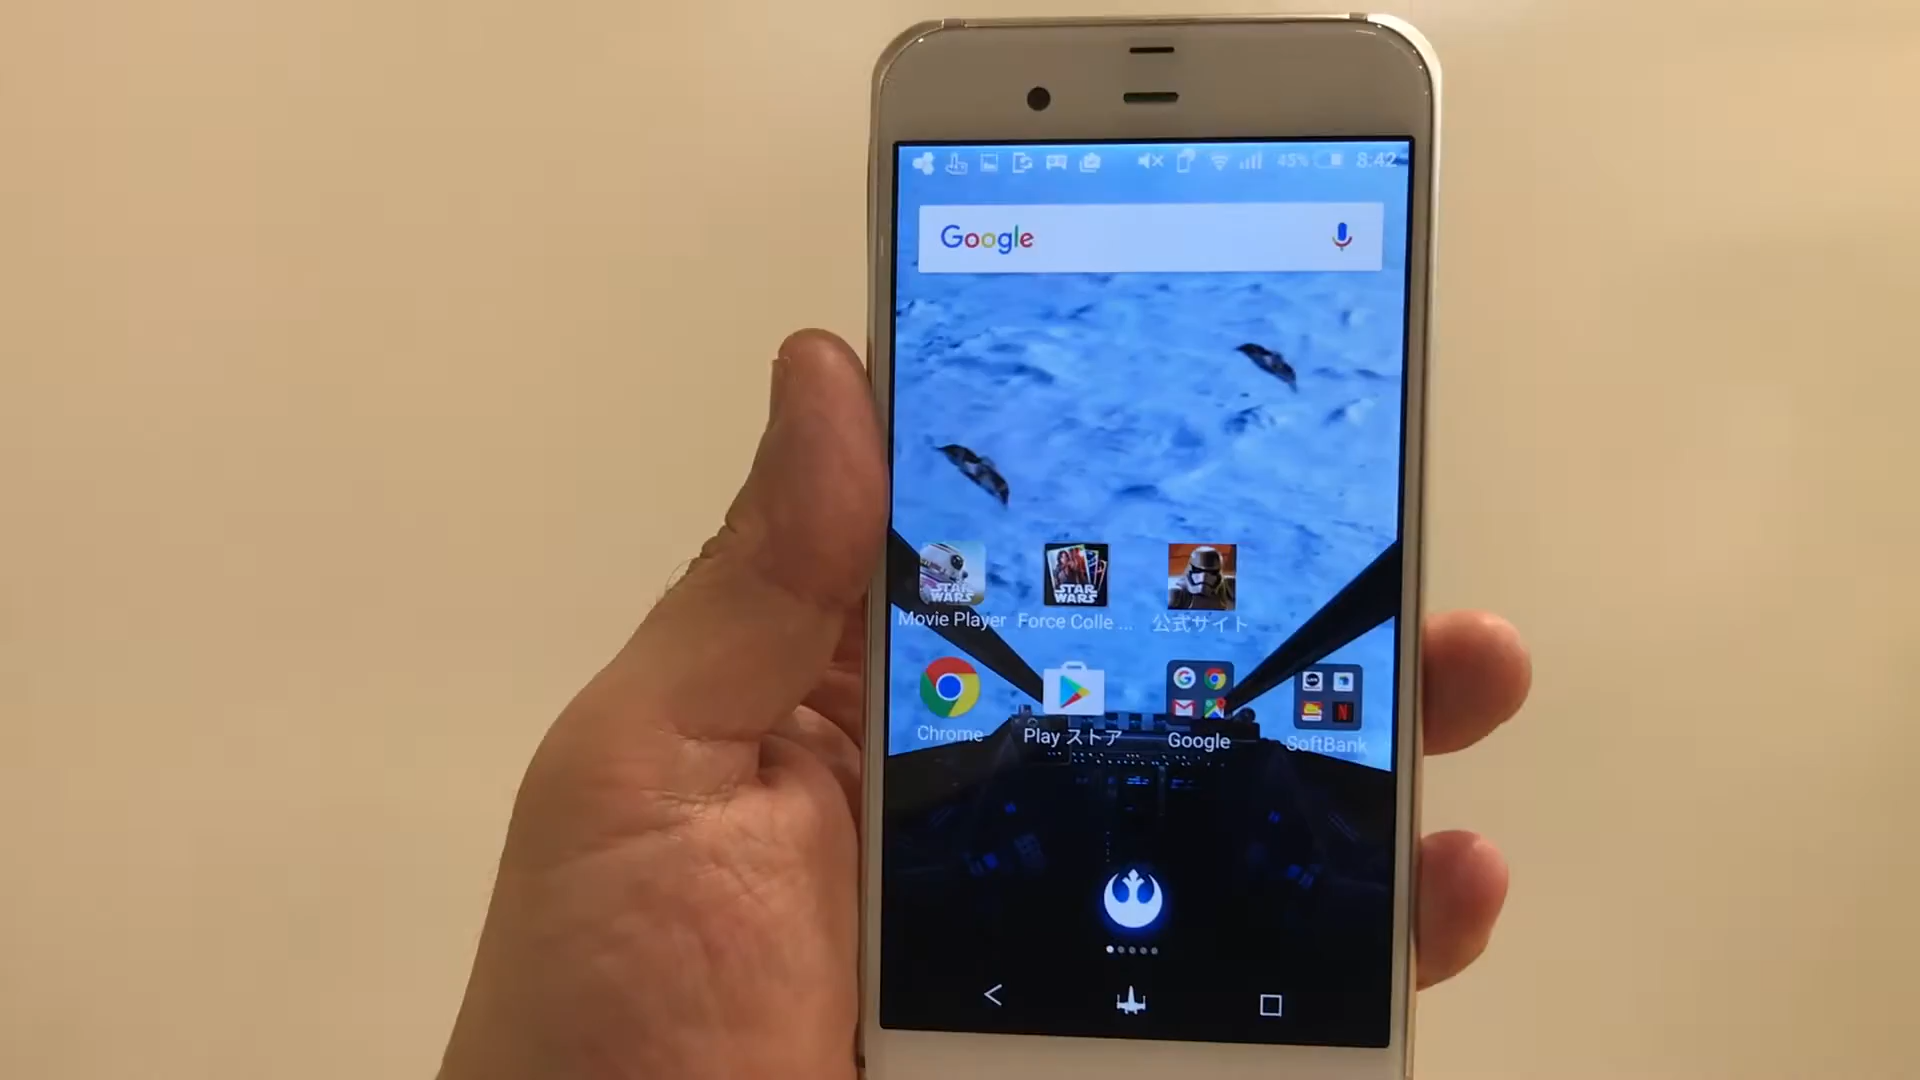 45% 8:42
Google
STAR WARS STAR WARS
Movie Player Force Colle ... 公式サイト
Chrome Play ストア Google SoftBank